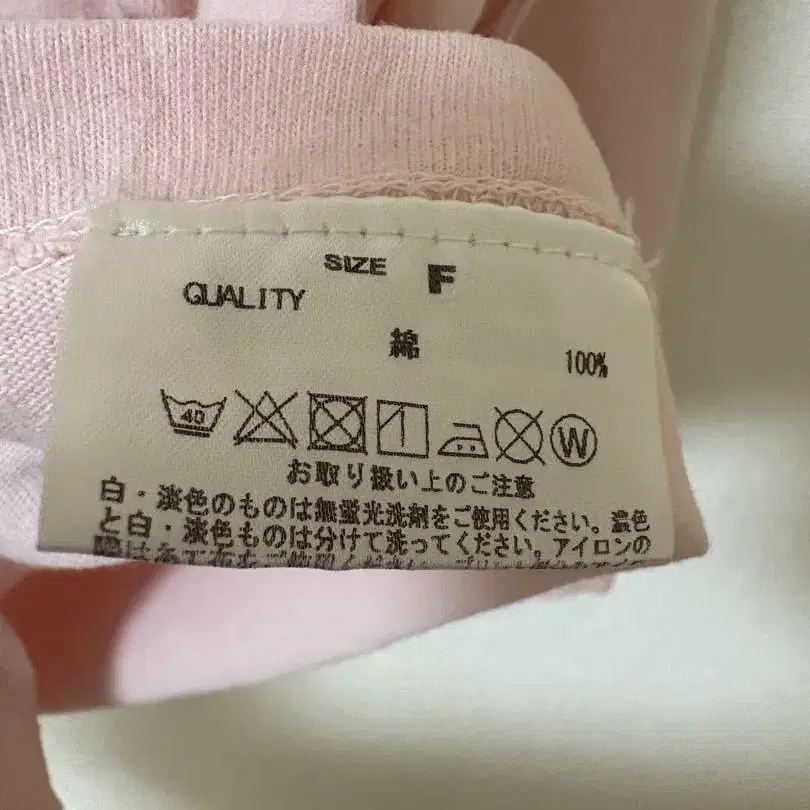 SIZE F
QUALITY
綿 100%
40
W
お取り扱い上のご注意
白・淡色のものは無蛍光洗剤をご使用ください。濃色
と白・淡色ものは分けて洗ってください。アイロンの